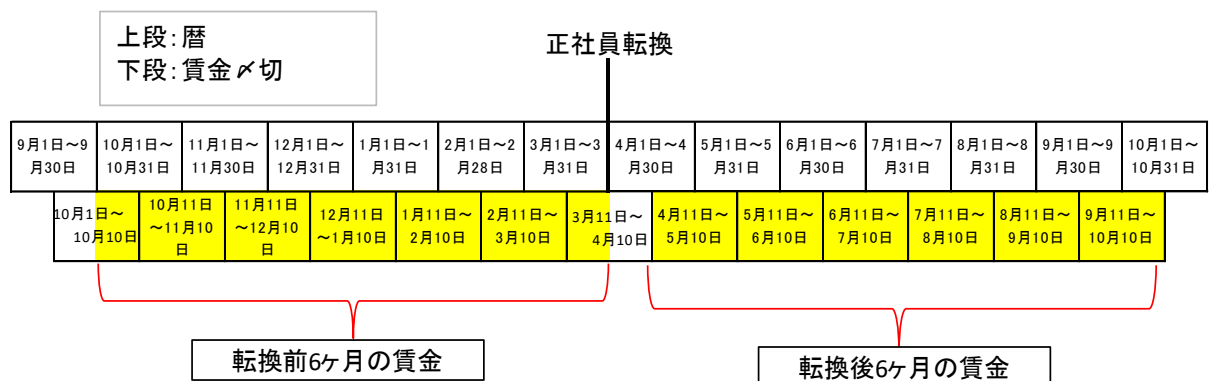 上段：暦
下段：賃金〆切
正社員転換
9月1日～9
月30日
10月1日～
10月31日
11月1日～
11月30日
12月1日～
12月31日
1月1日～1
月31日
2月1日～2
月28日
3月1日～3
月31日
4月1日～4
月30日
5月1日～5
月31日
6月1日～6
月30日
7月1日～7
月31日
8月1日～8
月31日
9月1日～9
月30日
10月1日～
10月31日
10月1日～
10月10日
10月11日
～11月10
日
11月11日
～12月10
日
12月11日
～1月10日
1月11日～
2月10日
2月11日～
3月10日
3月11日～
4月10日
4月11日～
5月10日
5月11日～
6月10日
6月11日～
7月10日
7月11日～
8月10日
8月11日～
9月10日
9月11日～
10月10日
転換前6ヶ月の賃金
転換後6ヶ月の賃金